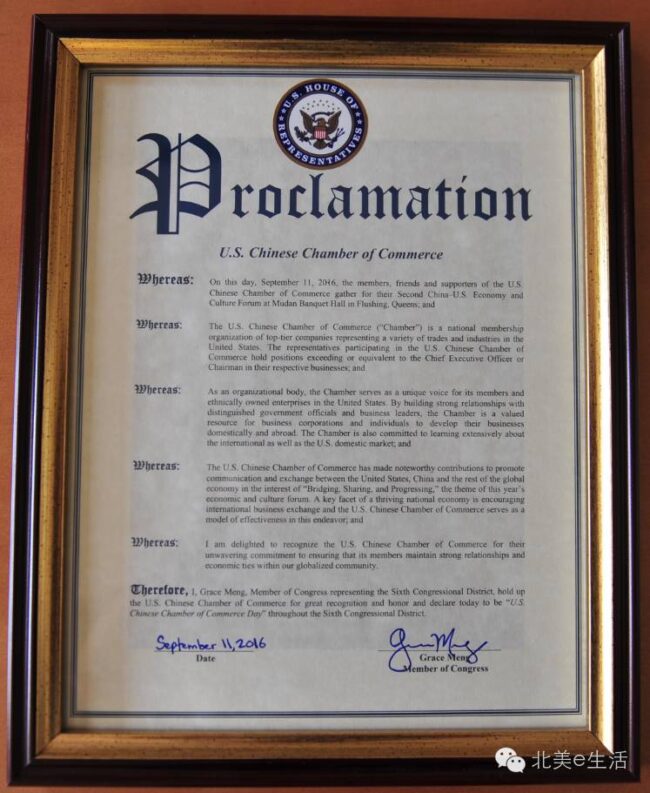 U.S. HOUSE OF REPRESENTATIVES
Proclamation
U.S. Chinese Chamber of Commerce
Whereas: On this day, September 11, 2016, the members, friends and supporters of the U.S.
Chinese Chamber of Commerce gather for their Second China–U.S. Economy and
Culture Forum at Mudan Banquet Hall in Flushing, Queens; and
Whereas: The U.S. Chinese Chamber of Commerce ("Chamber") is a national membership
organization of top-tier companies representing a variety of trades and industries in the
United States. The representatives participating in the U.S. Chinese Chamber of
Commerce hold positions exceeding or equivalent to the Chief Executive Officer or
Chairman in their respective businesses; and
Whereas: As an organizational body, the Chamber serves as a unique voice for its members and
ethnically owned enterprises in the United States. By building strong relationships with
distinguished government officials and business leaders, the Chamber is a valued
resource for business corporations and individuals to develop their businesses
domestically and abroad. The Chamber is also committed to learning extensively about
the international as well as the U.S. domestic market; and
Whereas: The U.S. Chinese Chamber of Commerce has made noteworthy contributions to promote
communication and exchange between the United States, China and the rest of the global
economy in the interest of "Bridging, Sharing, and Progressing," the theme of this year's
economic and culture forum. A key facet of a thriving national economy is encouraging
international business exchange and the U.S. Chinese Chamber of Commerce serves as a
model of effectiveness in this endeavor; and
Whereas: I am delighted to recognize the U.S. Chinese Chamber of Commerce for their
unwavering commitment to ensuring that its members maintain strong relationships and
economic ties within our globalized community.
Therefore, I, Grace Meng, Member of Congress representing the Sixth Congressional District, hold up
the U.S. Chinese Chamber of Commerce for great recognition and honor and declare today to be "U.S.
Chinese Chamber of Commerce Day" throughout the Sixth Congressional District.
September 11, 2016
Date
Grace Meng
Grace Meng
Member of Congress
北美e生活